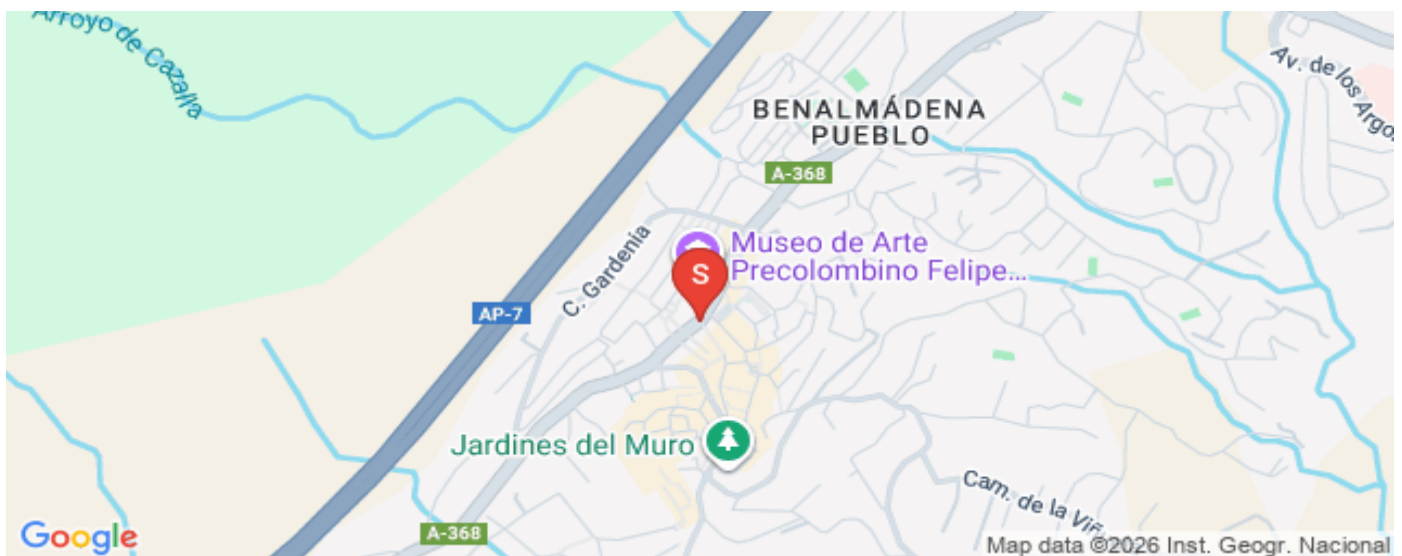 Arroyo de Cazalla
BENALMÁDENA
PUEBLO
Av. de los Argo
A-368
Museo de Arte
Precolombino Felipe...
C. Gardenia
S
AP-7
Jardines del Muro
Cam. de la Viñ
A-368
Google
Map data ©2026 Inst. Geogr. Nacional